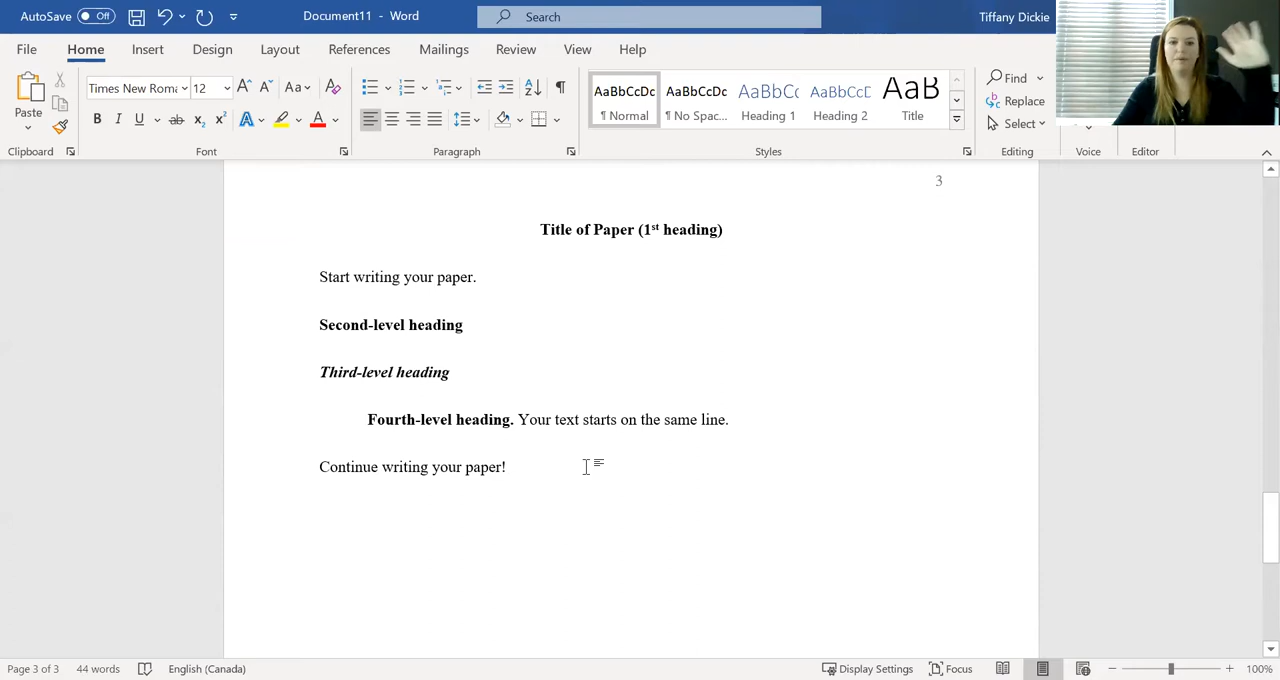 AutoSave Off Document11 - Word Search Tiffany Dickie
File Home Insert Design Layout References Mailings Review View Help
Times New Roma 12 Aa AaBbCcDc AaBbCcDc AaBbCc AaBbCcD AaB Find
Paste ¶ Normal ¶ No Spac... Heading 1 Heading 2 Title Replace
Select
Clipboard Font Paragraph Styles Editing Voice Editor
3
Title of Paper (1st heading)
Start writing your paper.
Second-level heading
Third-level heading
Fourth-level heading. Your text starts on the same line.
Continue writing your paper!
Page 3 of 3 44 words English (Canada) Display Settings Focus 100%